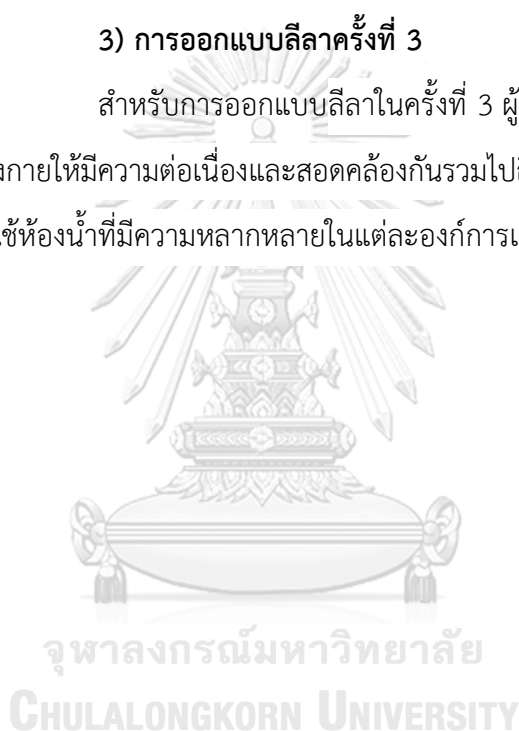 3) การออกแบบลีลาครั้งที่ 3
สำหรับการออกแบบลีลาในครั้งที่ 3
กายให้มีความต่อเนื่องและสอดคล้องกันรวมไป
ช้ห้องน้ำที่มีความหลากหลายในแต่ละองก์การ
จุฬาลงกรณ์มหาวิทยาลัย
CHULALONGKORN UNIVERSITY